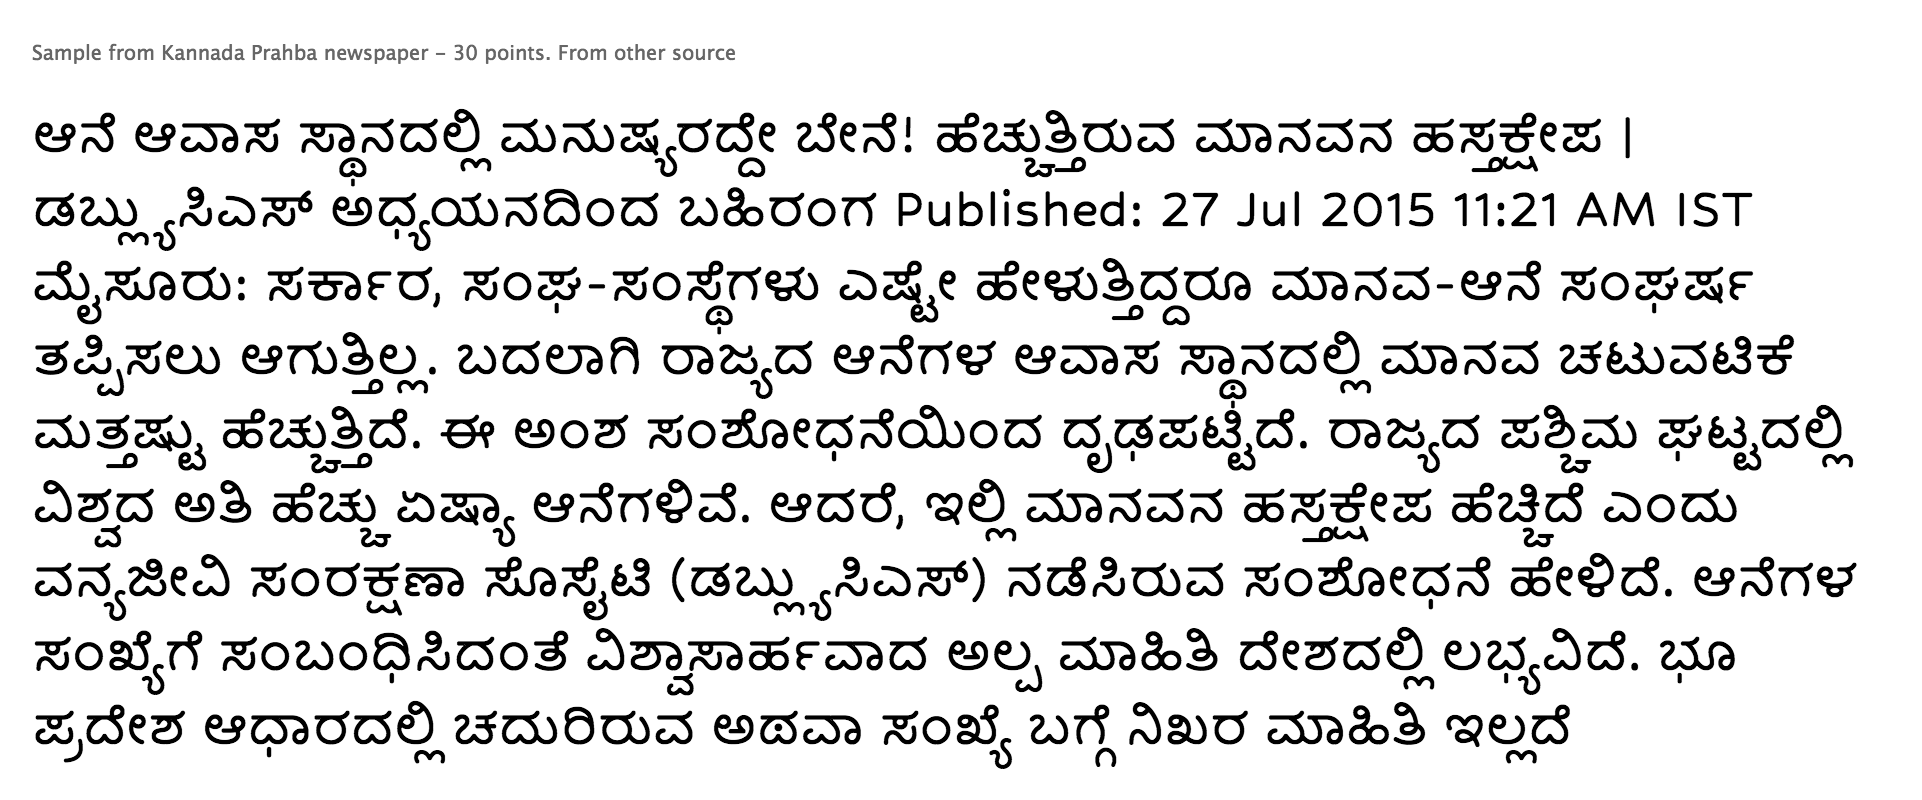 Sample from Kannada Prahba newspaper – 30 points. From other source
ಆನೆ ಆವಾಸ ಸ್ಥಾನದಲ್ಲಿ ಮನುಷ್ಯರದ್ದೇ ಬೇನೆ! ಹೆಚ್ಚುತ್ತಿರುವ ಮಾನವನ ಹಸ್ತಕ್ಷೇಪ |
ಡಬ್ಲ್ಯುಸಿಎಸ್ ಅಧ್ಯಯನದಿಂದ ಬಹಿರಂಗ Published: 27 Jul 2015 11:21 AM IST
ಮೈಸೂರು: ಸರ್ಕಾರ, ಸಂಘ-ಸಂಸ್ಥೆಗಳು ಎಷ್ಟೇ ಹೇಳುತ್ತಿದ್ದರೂ ಮಾನವ-ಆನೆ ಸಂಘರ್ಷ
ತಪ್ಪಿಸಲು ಆಗುತ್ತಿಲ್ಲ. ಬದಲಾಗಿ ರಾಜ್ಯದ ಆನೆಗಳ ಆವಾಸ ಸ್ಥಾನದಲ್ಲಿ ಮಾನವ ಚಟುವಟಿಕೆ
ಮತ್ತಷ್ಟು ಹೆಚ್ಚುತ್ತಿದೆ. ಈ ಅಂಶ ಸಂಶೋಧನೆಯಿಂದ ದೃಢಪಟ್ಟಿದೆ. ರಾಜ್ಯದ ಪಶ್ಚಿಮ ಘಟ್ಟದಲ್ಲಿ
ವಿಶ್ವದ ಅತಿ ಹೆಚ್ಚು ಏಷ್ಯಾ ಆನೆಗಳಿವೆ. ಆದರೆ, ಇಲ್ಲಿ ಮಾನವನ ಹಸ್ತಕ್ಷೇಪ ಹೆಚ್ಚಿದೆ ಎಂದು
ವನ್ಯಜೀವಿ ಸಂರಕ್ಷಣಾ ಸೊಸೈಟಿ (ಡಬ್ಲ್ಯುಸಿಎಸ್) ನಡೆಸಿರುವ ಸಂಶೋಧನೆ ಹೇಳಿದೆ. ಆನೆಗಳ
ಸಂಖ್ಯೆಗೆ ಸಂಬಂಧಿಸಿದಂತೆ ವಿಶ್ವಾಸಾರ್ಹವಾದ ಅಲ್ಪ ಮಾಹಿತಿ ದೇಶದಲ್ಲಿ ಲಭ್ಯವಿದೆ. ಭೂ
ಪ್ರದೇಶ ಆಧಾರದಲ್ಲಿ ಚದುರಿರುವ ಅಥವಾ ಸಂಖ್ಯೆ ಬಗ್ಗೆ ನಿಖರ ಮಾಹಿತಿ ಇಲ್ಲದೆ